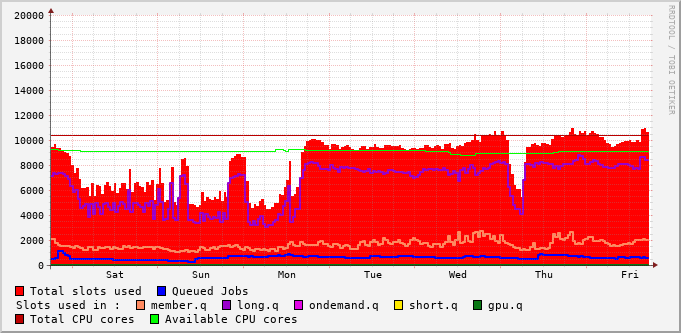 20000
18000
16000
14000
12000
10000
8000
6000
4000
2000
0
Sat Sun Mon Tue Wed Thu Fri
Total slots used Queued Jobs
Slots used in : member.q long.q ondemand.q short.q gpu.q
Total CPU cores Available CPU cores
RRDTOOL / TOBI OETIKER